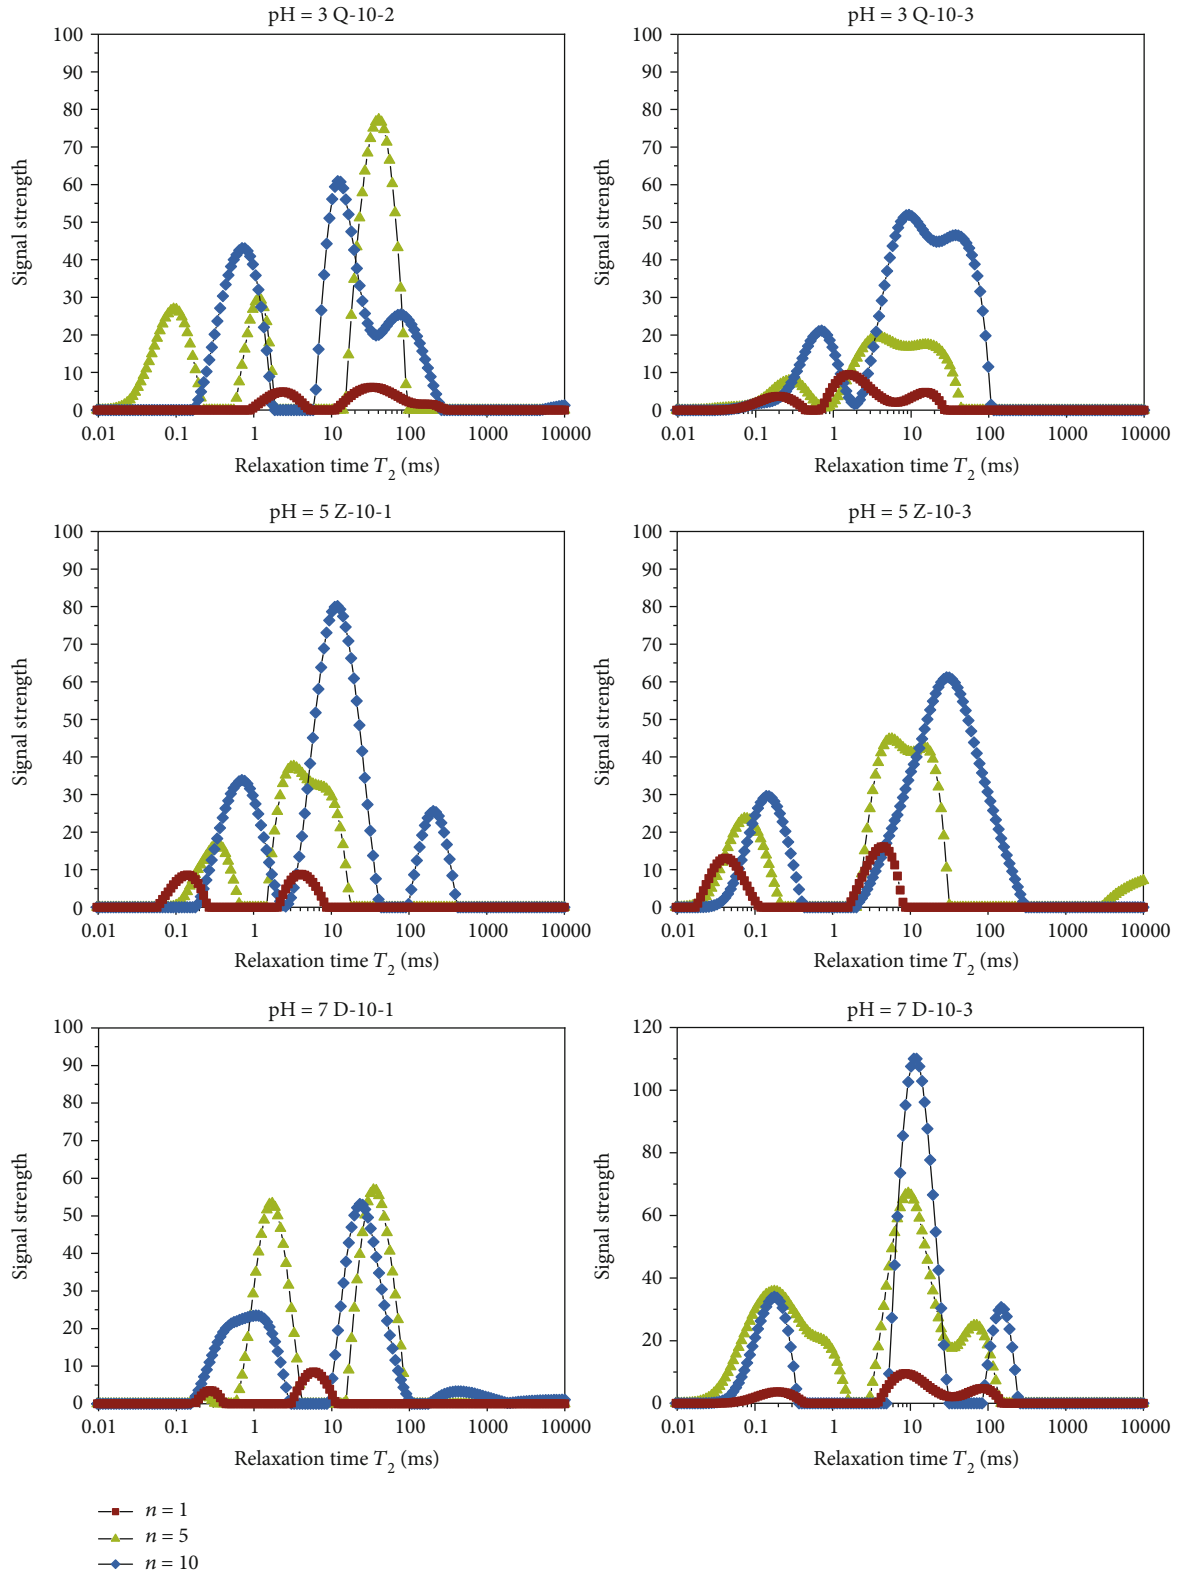 pH = 3 Q-10-2
100
90
80
70
60
50
40
30
20
10
0
Signal strength
0.01 0.1 1 10 100 1000 10000
Relaxation time T2 (ms)
pH = 3 Q-10-3
100
90
80
70
60
50
40
30
20
10
0
Signal strength
0.01 0.1 1 10 100 1000 10000
Relaxation time T2 (ms)
pH = 5 Z-10-1
100
90
80
70
60
50
40
30
20
10
0
Signal strength
0.01 0.1 1 10 100 1000 10000
Relaxation time T2 (ms)
pH = 5 Z-10-3
100
90
80
70
60
50
40
30
20
10
0
Signal strength
0.01 0.1 1 10 100 1000 10000
Relaxation time T2 (ms)
pH = 7 D-10-1
100
90
80
70
60
50
40
30
20
10
0
Signal strength
0.01 0.1 1 10 100 1000 10000
Relaxation time T2 (ms)
pH = 7 D-10-3
120
100
80
60
40
20
0
Signal strength
0.01 0.1 1 10 100 1000 10000
Relaxation time T2 (ms)
n = 1
n = 5
n = 10